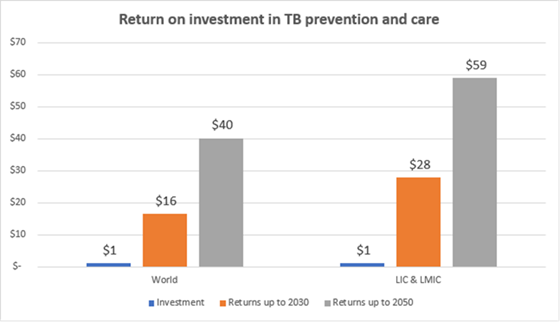 Return on investment in TB prevention and care
$70
$60
$50
$40
$30
$20
$10
$-
$1
$16
$40
$1
$28
$59
World
LIC & LMIC
Investment
Returns up to 2030
Returns up to 2050